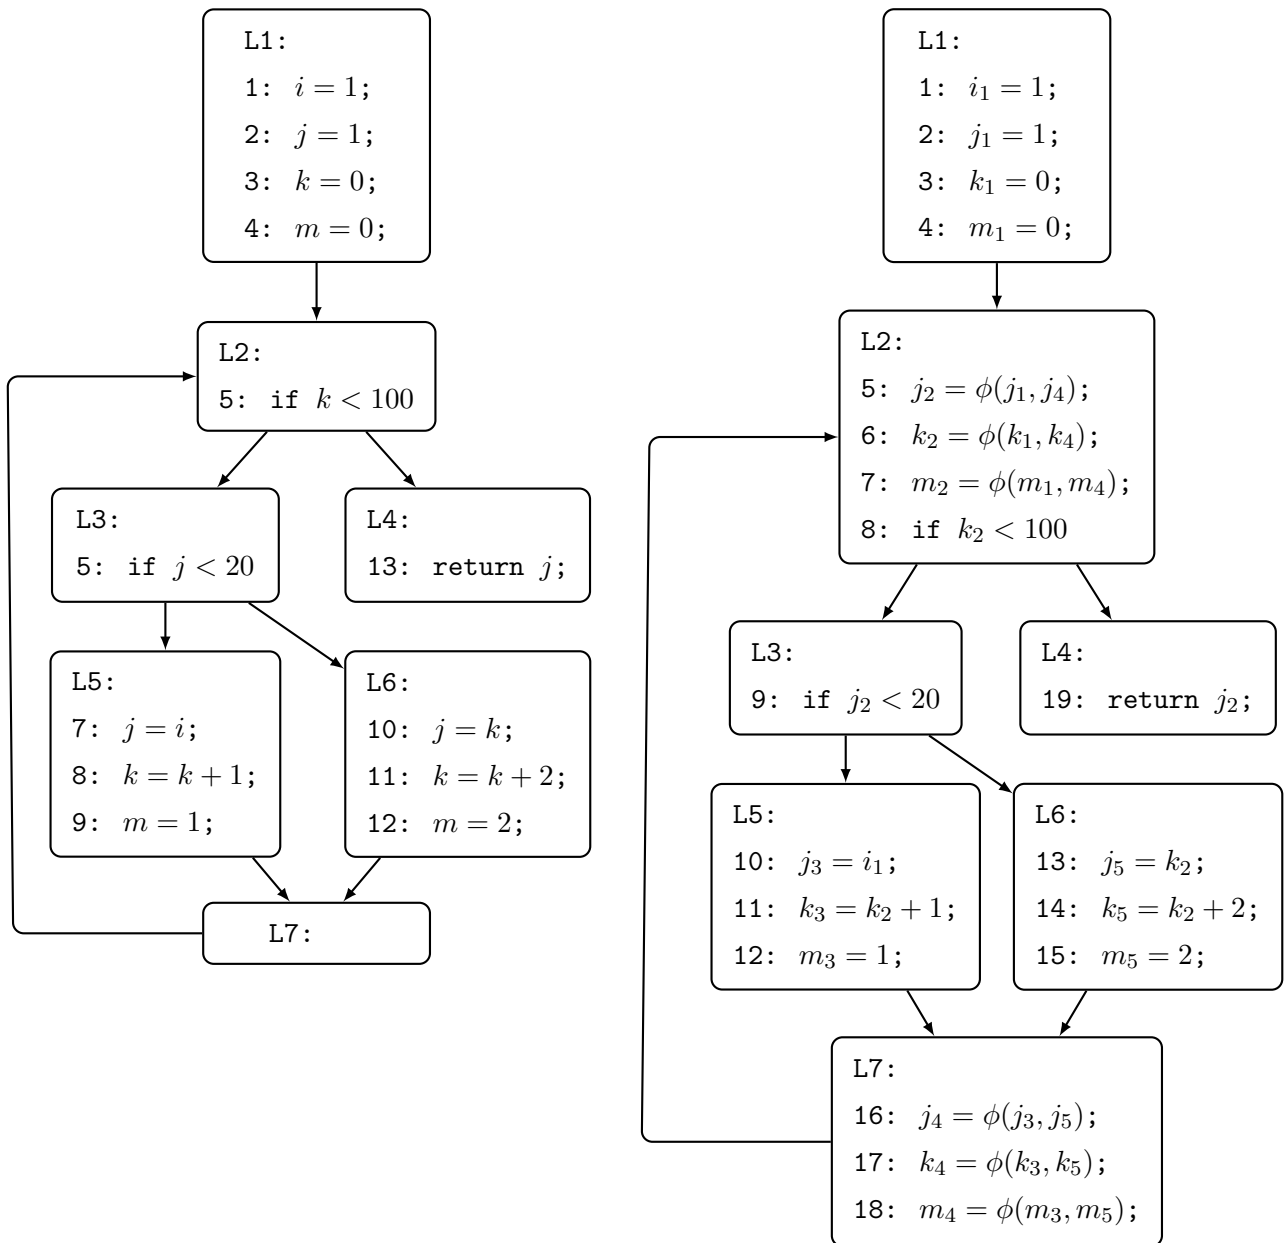 L1:
1: i = 1;
2: j = 1;
3: k = 0;
4: m = 0;
L2:
5: if k < 100
L3:
5: if j < 20
L4:
13: return j;
L5:
7: j = i;
8: k = k + 1;
9: m = 1;
L6:
10: j = k;
11: k = k + 2;
12: m = 2;
L7:
L1:
1: i₁ = 1;
2: j₁ = 1;
3: k₁ = 0;
4: m₁ = 0;
L2:
5: j₂ = ϕ(j₁, j₄);
6: k₂ = ϕ(k₁, k₄);
7: m₂ = ϕ(m₁, m₄);
8: if k₂ < 100
L3:
9: if j₂ < 20
L4:
19: return j₂;
L5:
10: j₃ = i₁;
11: k₃ = k₂ + 1;
12: m₃ = 1;
L6:
13: j₅ = k₂;
14: k₅ = k₂ + 2;
15: m₅ = 2;
L7:
16: j₄ = ϕ(j₃, j₅);
17: k₄ = ϕ(k₃, k₅);
18: m₄ = ϕ(m₃, m₅);